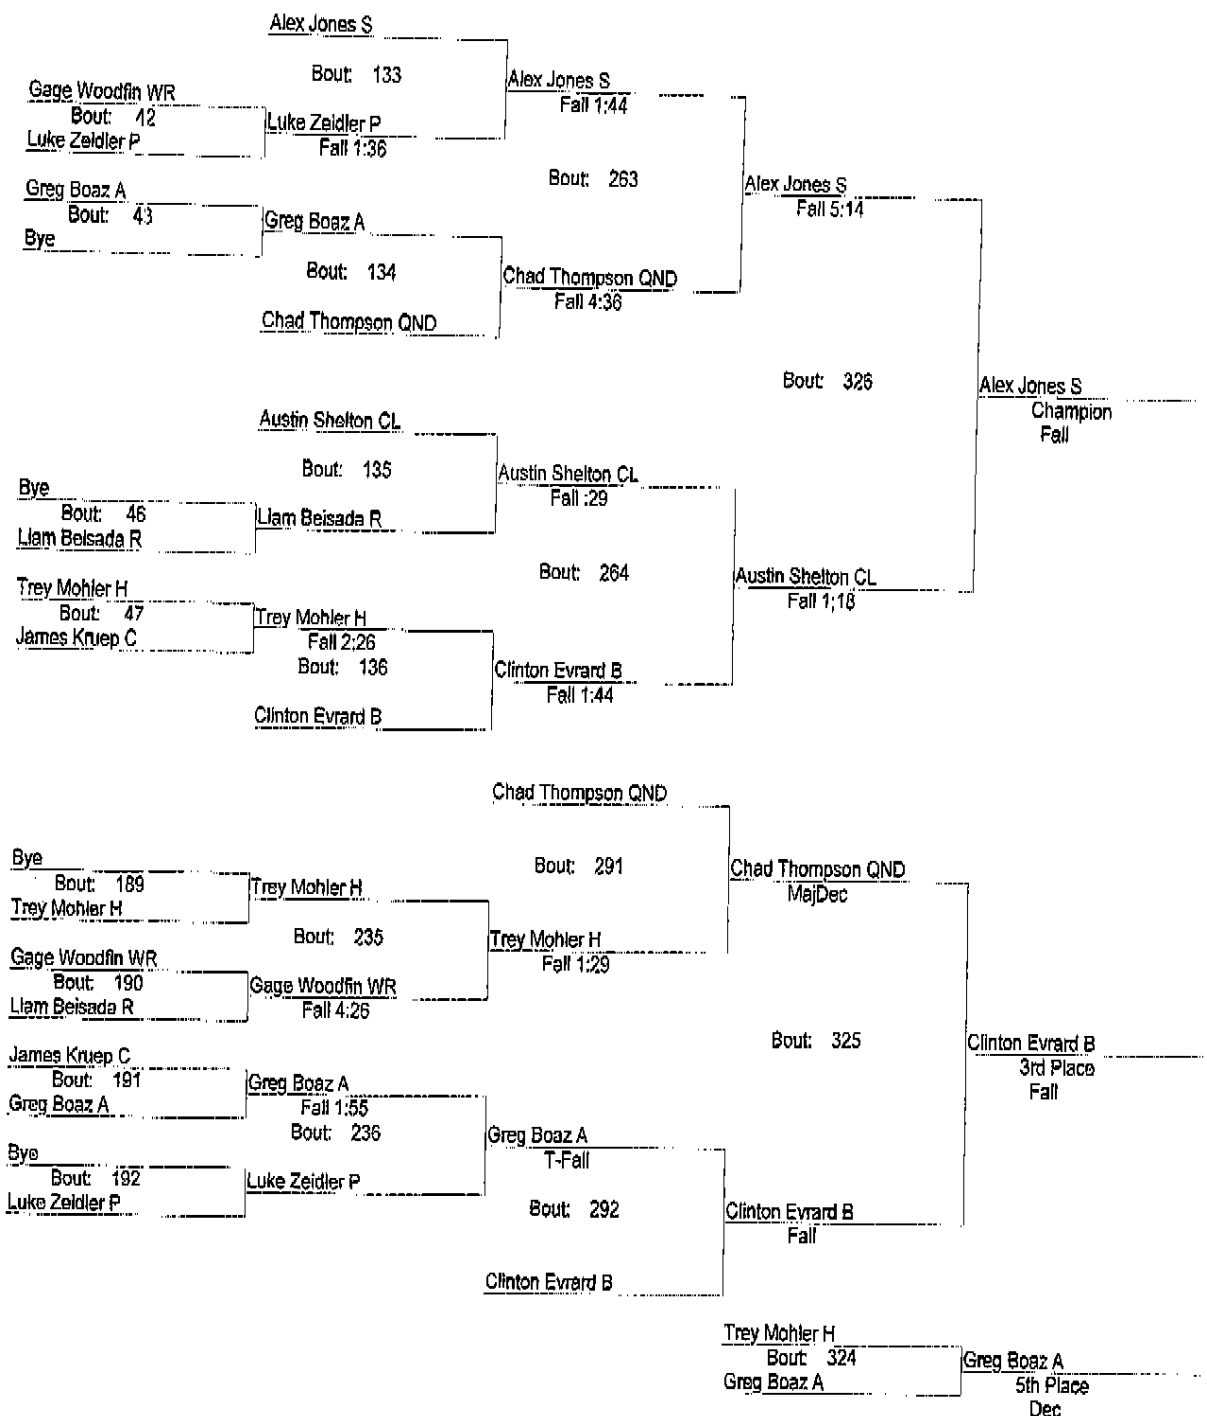 Alex Jones S
Bout: 133
Alex Jones S
Fall 1:44
Gage Woodfin WR
Bout: 42
Luke Zeidler P
Luke Zeidler P
Fall 1:36
Bout: 263
Alex Jones S
Fall 5:14
Greg Boaz A
Bout: 43
Bye
Greg Boaz A
Bout: 134
Chad Thompson QND
Fall 4:36
Chad Thompson QND
Bout: 326
Alex Jones S
Champion
Fall
Austin Shelton CL
Bout: 135
Austin Shelton CL
Fall :29
Bye
Bout: 46
Liam Beisada R
Liam Beisada R
Bout: 264
Austin Shelton CL
Fall 1:18
Trey Mohler H
Bout: 47
James Kruep C
Trey Mohler H
Fall 2:26
Bout: 136
Clinton Evrard B
Fall 1:44
Clinton Evrard B
Chad Thompson QND
Bout: 291
Chad Thompson QND
MajDec
Bye
Bout: 189
Trey Mohler H
Trey Mohler H
Bout: 235
Trey Mohler H
Fall 1:29
Gage Woodfin WR
Bout: 190
Liam Beisada R
Gage Woodfin WR
Fall 4:26
Bout: 325
Clinton Evrard B
3rd Place
Fall
James Kruep C
Bout: 191
Greg Boaz A
Greg Boaz A
Fall 1:55
Bout: 236
Greg Boaz A
T-Fall
Bye
Bout: 192
Luke Zeidler P
Luke Zeidler P
Bout: 292
Clinton Evrard B
Fall
Clinton Evrard B
Trey Mohler H
Bout: 324
Greg Boaz A
Greg Boaz A
5th Place
Dec